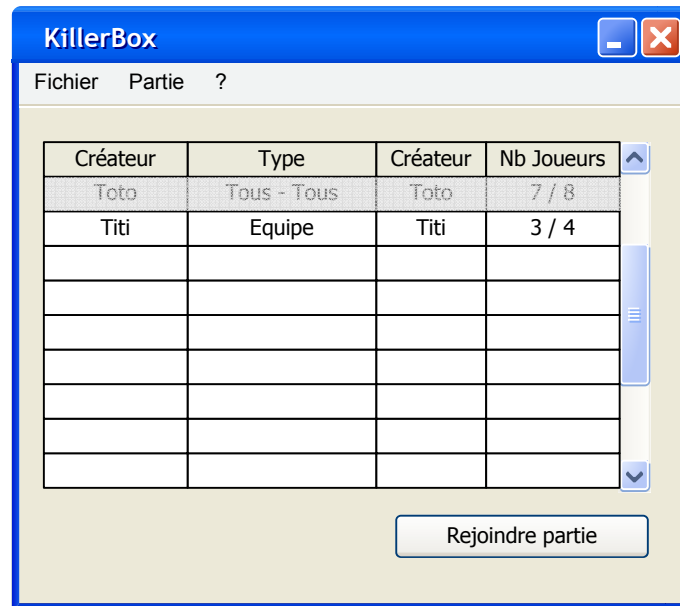 KillerBox
Fichier Partie ?
Créateur Type Créateur Nb Joueurs
Toto Tous - Tous Toto 7 / 8
Titi Equipe Titi 3 / 4
Rejoindre partie